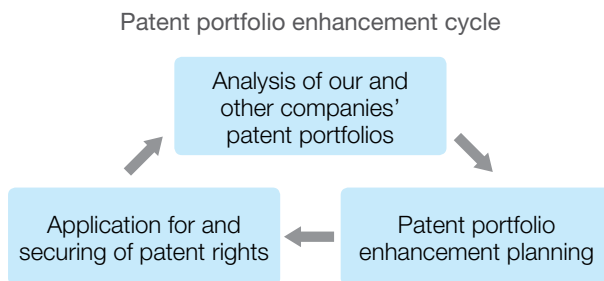 Patent portfolio enhancement cycle
Analysis of our and
other companies’
patent portfolios
Application for and
securing of patent rights
Patent portfolio
enhancement planning